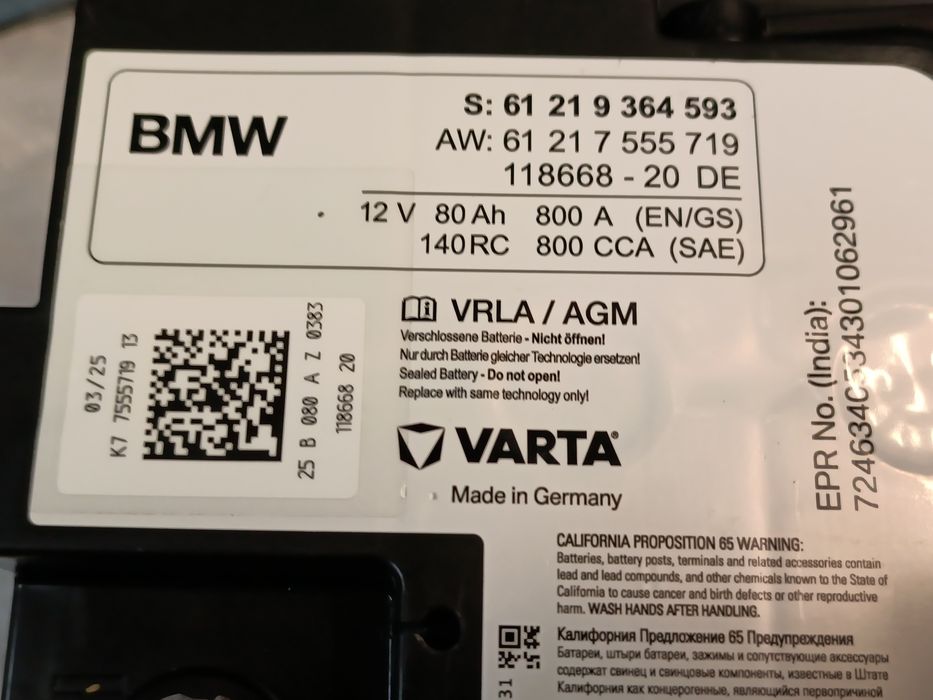 BMW
S: 61 21 9 364 593
AW: 61 21 7 555 719
118668 - 20 DE
12 V 80 Ah 800 A (EN/GS)
140 RC 800 CCA (SAE)
03/25
K7 7555719 13
25 B 080 A Z 0383
118668 20
VRLA / AGM
Verschlossene Batterie - Nicht öffnen!
Nur durch Batterie gleicher Technologie ersetzen!
Sealed Battery - Do not open!
Replace with same technology only!
VARTA®
Made in Germany
EPR No. (India):
CALIFORNIA PROPOSITION 65 WARNING:
Batteries, battery posts, terminals and related accessories contain
lead and lead compounds, and other chemicals known to the State of
California to cause cancer and birth defects or other reproductive
harm. WASH HANDS AFTER HANDLING.
31
Калифорния Предложение 65 Предупреждения
Батареи, штыри батареи, зажимы и сопутствующие аксессуары
содержат свинец и свинцовые компоненты, известные в Штате
Калифорния как концерогенные, являющийся первопричиной